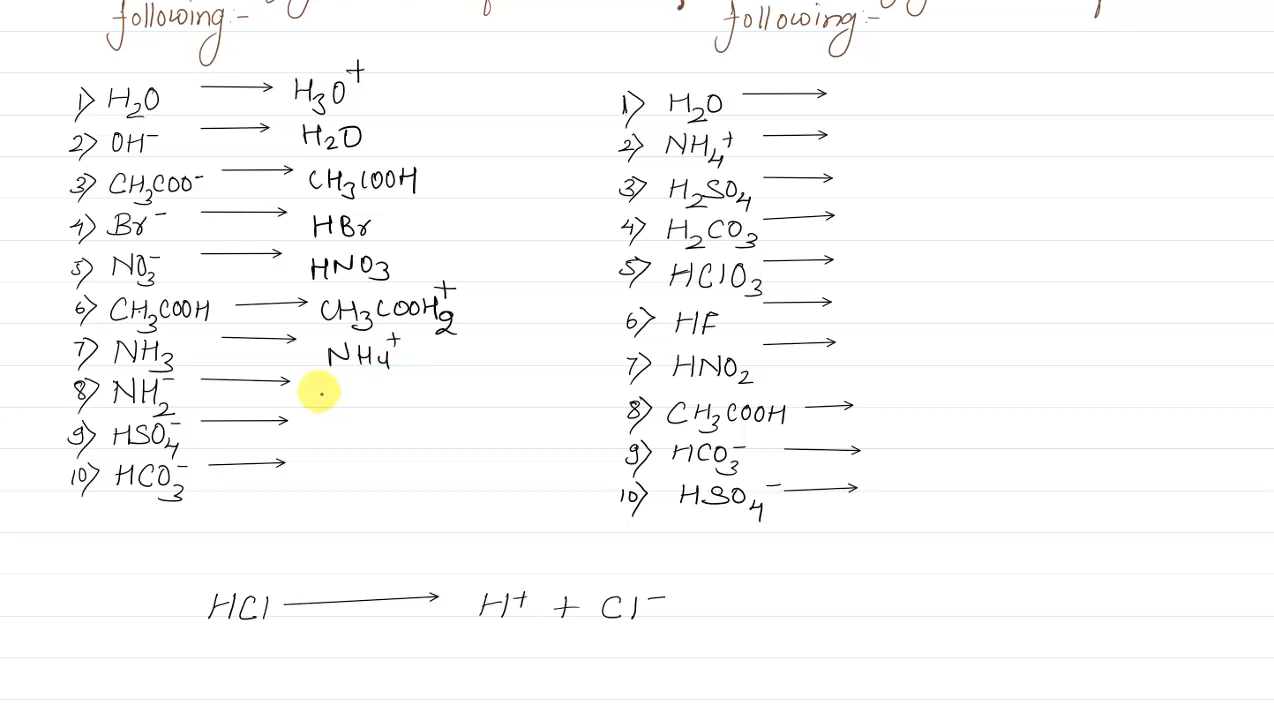 following:-
1) H₂O ⟶ H₃O⁺
2) OH⁻ ⟶ H₂O
3) CH₃COO⁻ ⟶ CH₃COOH
4) Br⁻ ⟶ HBr
5) NO₃⁻ ⟶ HNO₃
6) CH₃COOH ⟶ CH₃COOH₂⁺
7) NH₃ ⟶ NH₄⁺
8) NH₂⁻ ⟶
9) HSO₄⁻ ⟶
10) HCO₃⁻ ⟶
following:-
1) H₂O ⟶
2) NH₄⁺ ⟶
3) H₂SO₄ ⟶
4) H₂CO₃ ⟶
5) HClO₃ ⟶
6) HF ⟶
7) HNO₂ ⟶
8) CH₃COOH ⟶
9) HCO₃⁻ ⟶
10) HSO₄⁻ ⟶
HCl ⟶ H⁺ + Cl⁻